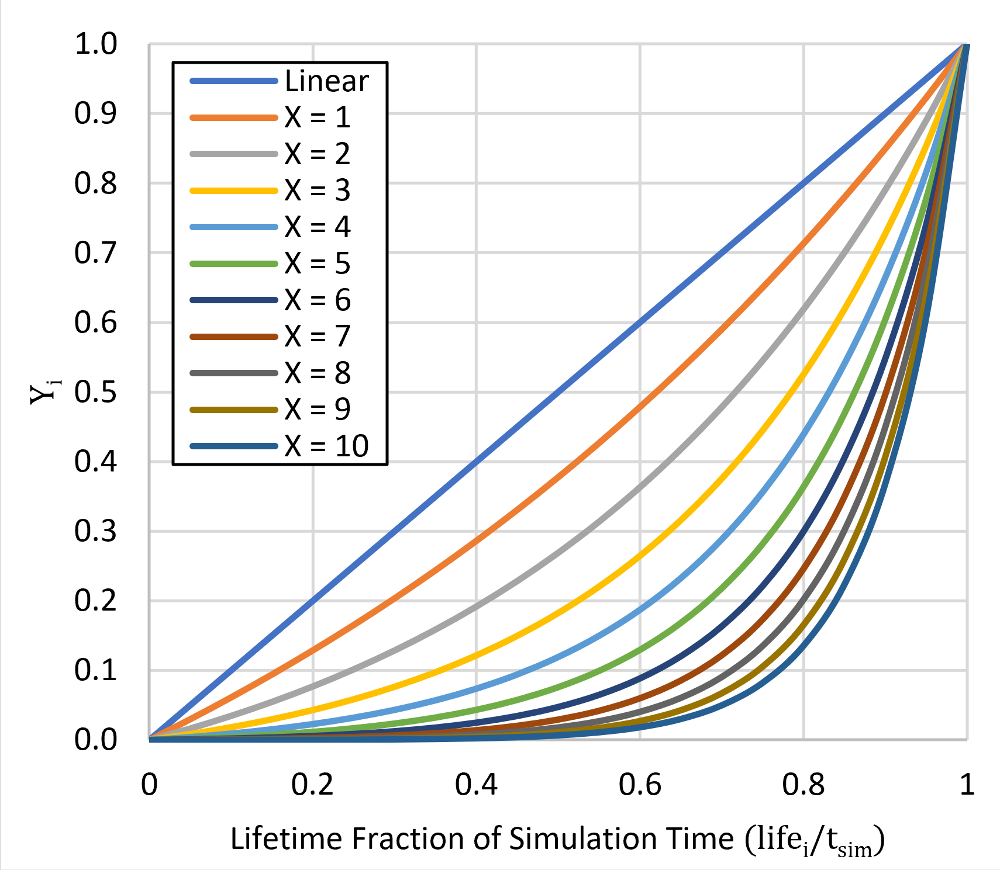 1.0
0.9
0.8
0.7
0.6
0.5
0.4
0.3
0.2
0.1
0.0
Yi
Linear
X = 1
X = 2
X = 3
X = 4
X = 5
X = 6
X = 7
X = 8
X = 9
X = 10
0 0.2 0.4 0.6 0.8 1
Lifetime Fraction of Simulation Time (lifei/tsim)